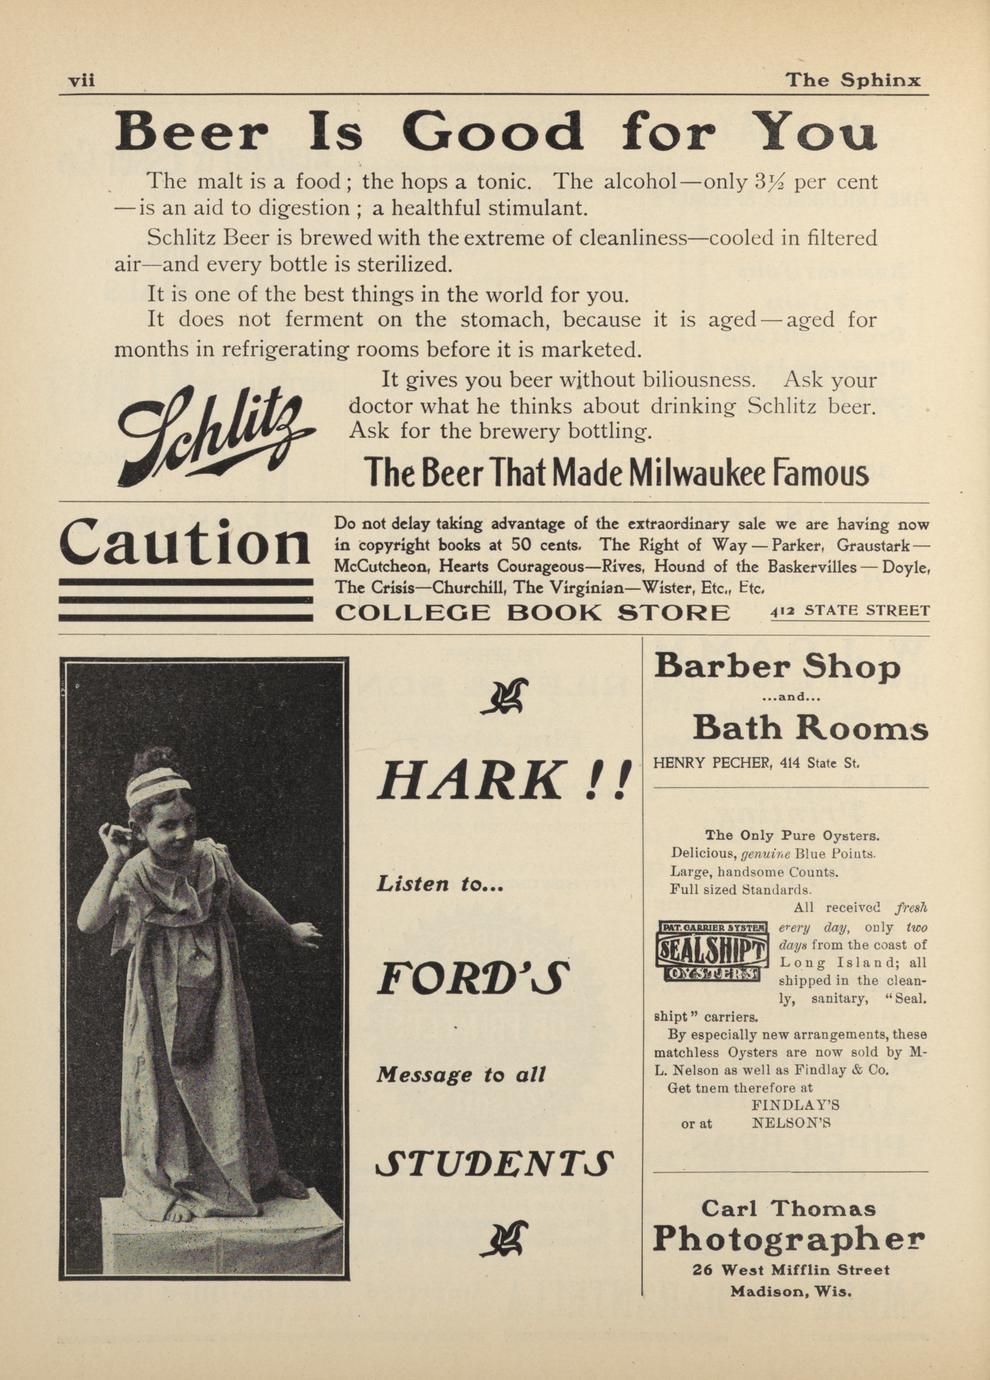 vii
The Sphinx
Beer Is Good for You
The malt is a food; the hops a tonic. The alcohol—only 3½ per cent
—is an aid to digestion; a healthful stimulant.
Schlitz Beer is brewed with the extreme of cleanliness—cooled in filtered
air—and every bottle is sterilized.
It is one of the best things in the world for you.
It does not ferment on the stomach, because it is aged—aged for
months in refrigerating rooms before it is marketed.
It gives you beer without biliousness. Ask your
doctor what he thinks about drinking Schlitz beer.
Ask for the brewery bottling.
Schlitz
The Beer That Made Milwaukee Famous
Caution
Do not delay taking advantage of the extraordinary sale we are having now
in copyright books at 50 cents. The Right of Way—Parker, Graustark—
McCutcheon, Hearts Courageous—Rives, Hound of the Baskervilles—Doyle,
The Crisis—Churchill, The Virginian—Wister, Etc., Etc.
COLLEGE BOOK STORE 412 STATE STREET
HARK !!
Listen to...
FORD'S
Message to all
STUDENTS
Barber Shop
...and...
Bath Rooms
HENRY PECHER, 414 State St.
The Only Pure Oysters.
Delicious, genuine Blue Points.
Large, handsome Counts.
Full sized Standards.
All received fresh
every day, only two
days from the coast of
Long Island; all
shipped in the clean-
ly, sanitary, "Seal.
shipt" carriers.
PAT. CARRIER SYSTEM
SEALSHIPT
OYSTERS
By especially new arrangements, these
matchless Oysters are now sold by M-
L. Nelson as well as Findlay & Co.
Get tnem therefore at
FINDLAY'S
or at NELSON'S
Carl Thomas
Photographer
26 West Mifflin Street
Madison, Wis.